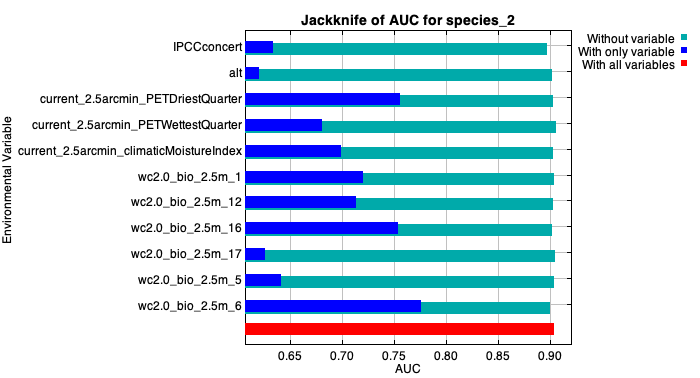 Jackknife of AUC for species_2
Without variable
With only variable
With all variables
Environmental Variable
IPCCconcert
alt
current_2.5arcmin_PETDriestQuarter
current_2.5arcmin_PETWettestQuarter
current_2.5arcmin_climaticMoistureIndex
wc2.0_bio_2.5m_1
wc2.0_bio_2.5m_12
wc2.0_bio_2.5m_16
wc2.0_bio_2.5m_17
wc2.0_bio_2.5m_5
wc2.0_bio_2.5m_6
0.65 0.70 0.75 0.80 0.85 0.90
AUC